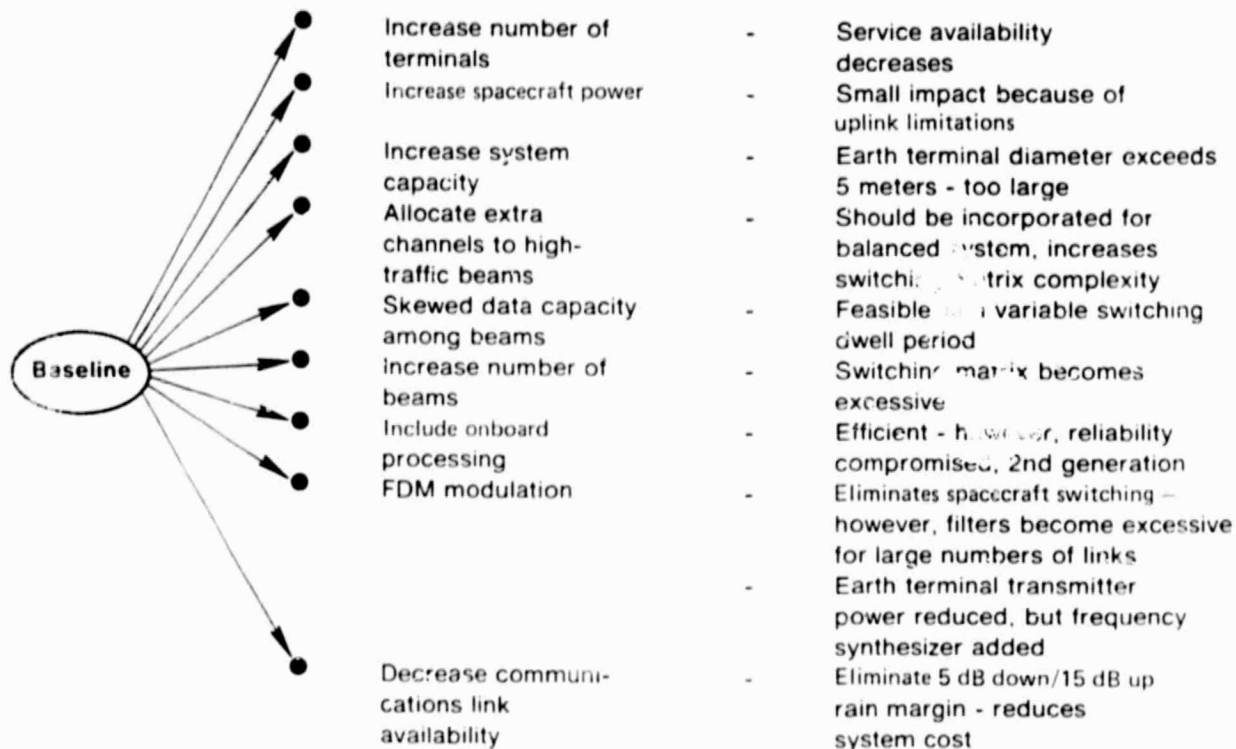 Baseline
Increase number of
terminals
-
Service availability
decreases
Increase spacecraft power
-
Small impact because of
uplink limitations
Increase system
capacity
-
Earth terminal diameter exceeds
5 meters - too large
Allocate extra
channels to high-
traffic beams
-
Should be incorporated for
balanced system, increases
complexity
Skewed data capacity
among beams
-
Feasible variable switching
dwell period
Increase number of
beams
-
Switching matrix becomes
excessive
Include onboard
processing
-
Efficient - however, reliability
compromised, 2nd generation
FDM modulation
-
Eliminates spacecraft switching –
however, filters become excessive
for large numbers of links
-
Earth terminal transmitter
power reduced, but frequency
synthesizer added
Decrease communi-
cations link
availability
-
Eliminate 5 dB down/15 dB up
rain margin - reduces
system cost